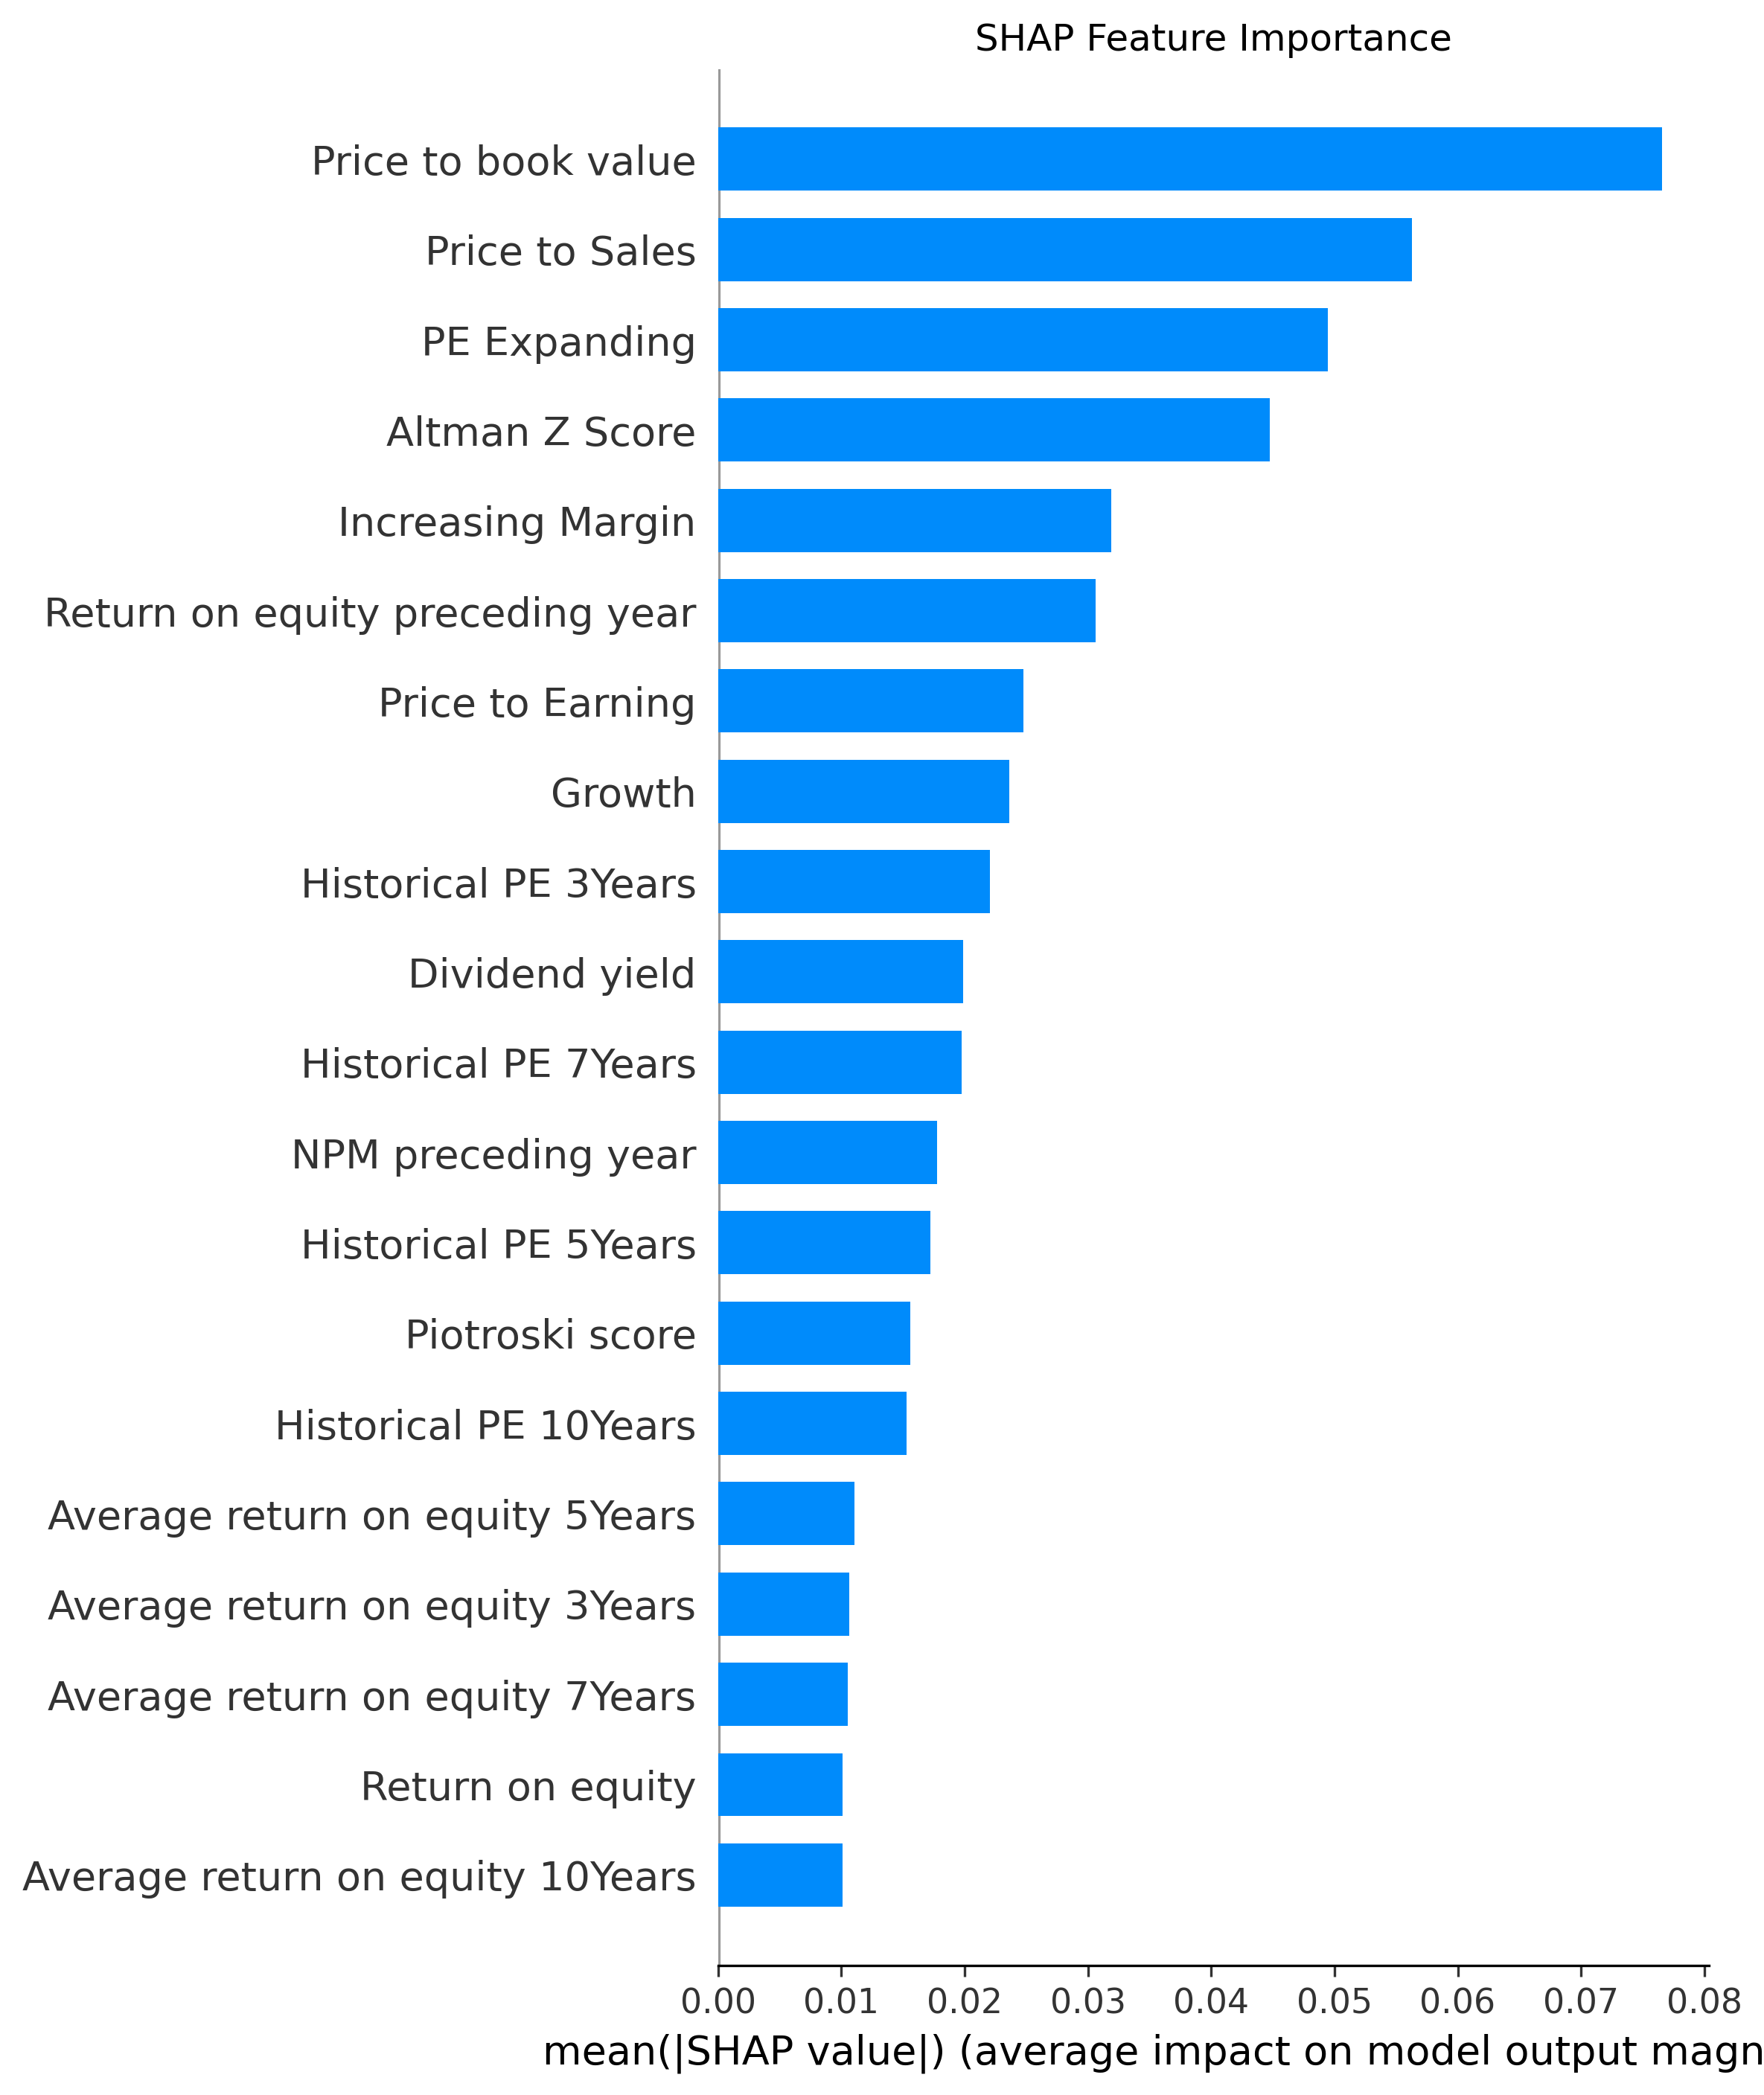 SHAP Feature Importance
Price to book value
Price to Sales
PE Expanding
Altman Z Score
Increasing Margin
Return on equity preceding year
Price to Earning
Growth
Historical PE 3Years
Dividend yield
Historical PE 7Years
NPM preceding year
Historical PE 5Years
Piotroski score
Historical PE 10Years
Average return on equity 5Years
Average return on equity 3Years
Average return on equity 7Years
Return on equity
Average return on equity 10Years
0.00 0.01 0.02 0.03 0.04 0.05 0.06 0.07 0.08
mean(|SHAP value|) (average impact on model output magn